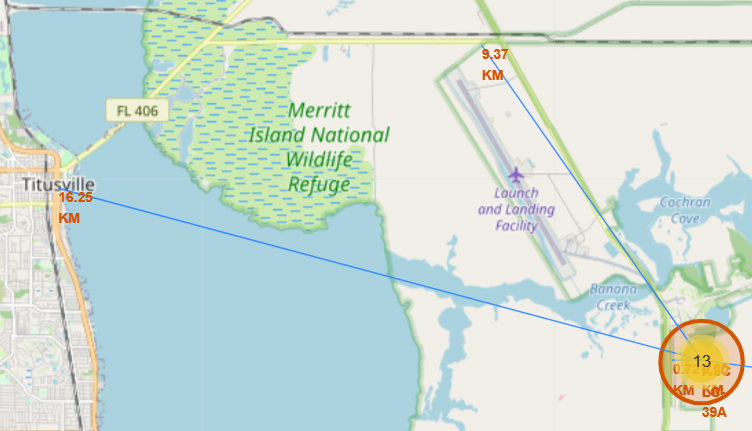 9.37
KM
FL 406
Merritt
Island National
Wildlife
Refuge
Titusville
16.25
KM
Launch
and Landing
Facility
Cochran
Cove
Banana
Creek
13
KM
KM
39A